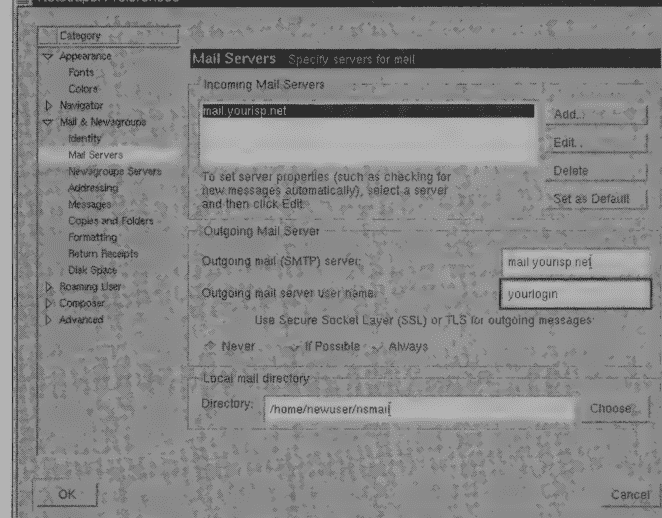 Category
Appearance
Fonts
Colors
Navigator
Mail & Newsgroups
Identity
Mail Servers
Newsgroups Servers
Addressing
Messages
Copies and Folders
Formatting
Return Receipts
Disk Space
Roaming User
Composer
Advanced
Mail Servers Specify servers for mail
Incoming Mail Servers
mail.yourisp.net
Add...
Edit...
Delete
Set as Default
To set server properties (such as checking for
new messages automatically), select a server
and then click Edit.
Outgoing Mail Server
Outgoing mail (SMTP) server:
mail.yourisp.net
Outgoing mail server user name:
yourlogin
Use Secure Socket Layer (SSL) or TLS for outgoing messages:
Never If Possible Always
Local mail directory
Directory:
/home/newuser/nsmail
Choose...
OK
Cancel